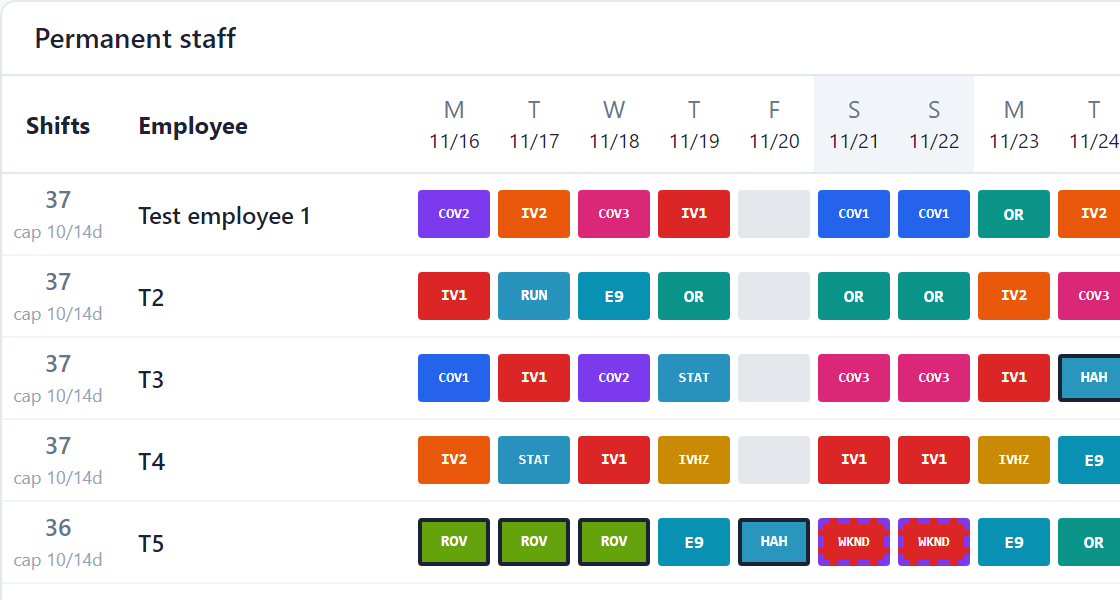 Permanent staff
Shifts Employee M T W T F S S M T
11/16 11/17 11/18 11/19 11/20 11/21 11/22 11/23 11/24
37 Test employee 1 COV2 IV2 COV3 IV1 COV1 COV1 OR IV2
cap 10/14d
37 T2 IV1 RUN E9 OR OR OR IV2 COV3
cap 10/14d
37 T3 COV1 IV1 COV2 STAT COV3 COV3 IV1 HAH
cap 10/14d
37 T4 IV2 STAT IV1 IVHZ IV1 IV1 IVHZ E9
cap 10/14d
36 T5 ROV ROV ROV E9 HAH WKND WKND E9 OR
cap 10/14d